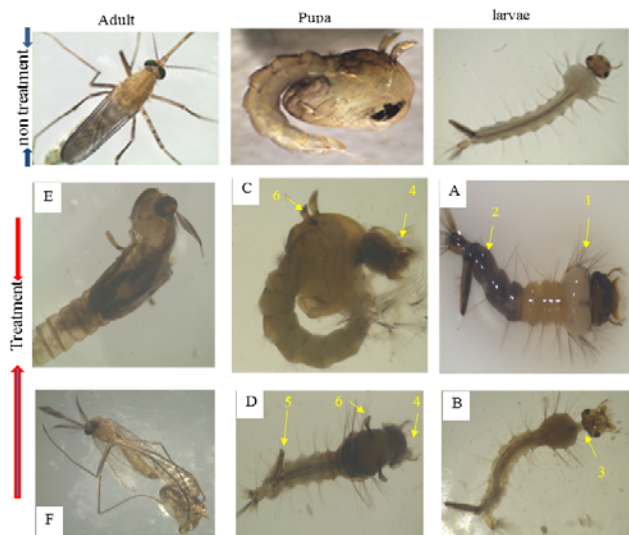 Adult Pupa larvae
non treatment
E C 6 4 A 2 1
Treatment
D 6 5 4 B 3
F